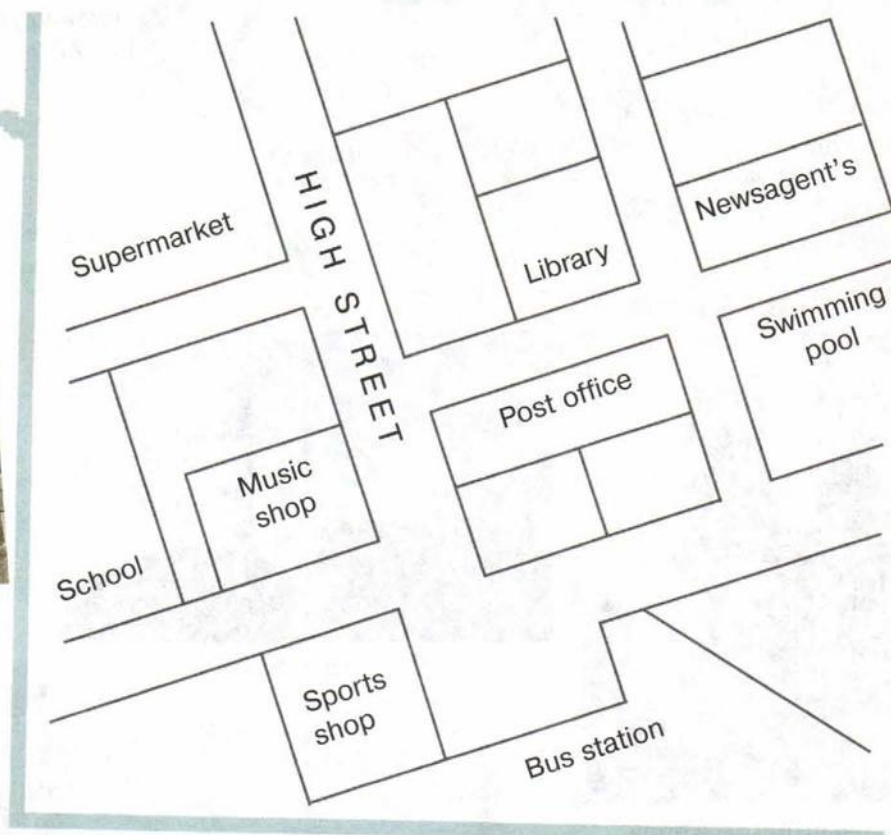 Newsagent's
Supermarket
HIGH STREET
Library
Swimming
pool
Post office
Music
shop
School
Sports
shop
Bus station